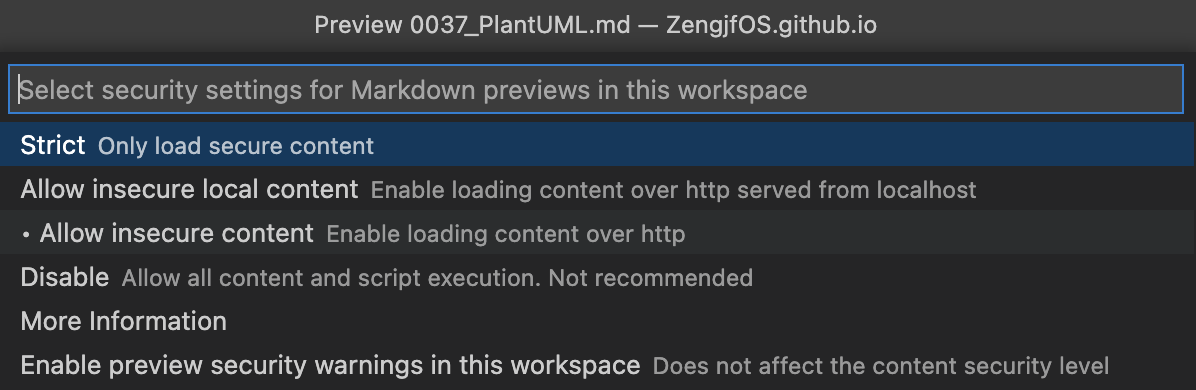 Preview 0037_PlantUML.md — ZengjfOS.github.io
Select security settings for Markdown previews in this workspace
Strict Only load secure content
Allow insecure local content Enable loading content over http served from localhost
• Allow insecure content Enable loading content over http
Disable Allow all content and script execution. Not recommended
More Information
Enable preview security warnings in this workspace Does not affect the content security level